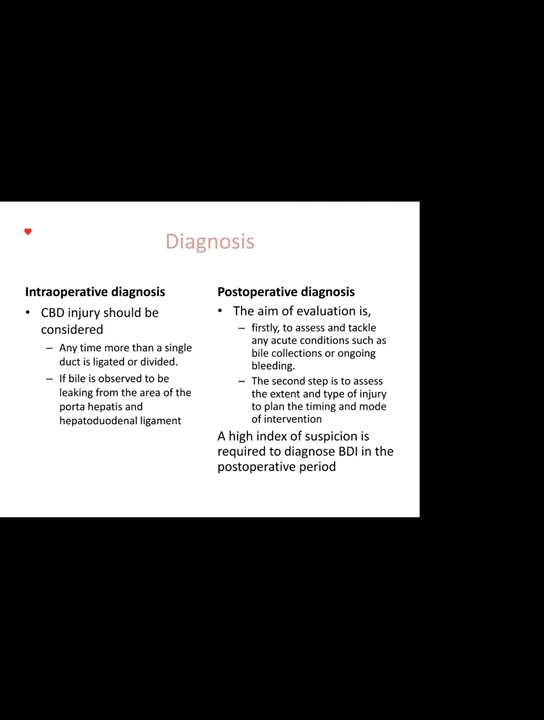 Diagnosis
Intraoperative diagnosis
• CBD injury should be
considered
– Any time more than a single
duct is ligated or divided.
– If bile is observed to be
leaking from the area of the
porta hepatis and
hepatoduodenal ligament
Postoperative diagnosis
• The aim of evaluation is,
– firstly, to assess and tackle
any acute conditions such as
bile collections or ongoing
bleeding.
– The second step is to assess
the extent and type of injury
to plan the timing and mode
of intervention
A high index of suspicion is
required to diagnose BDI in the
postoperative period